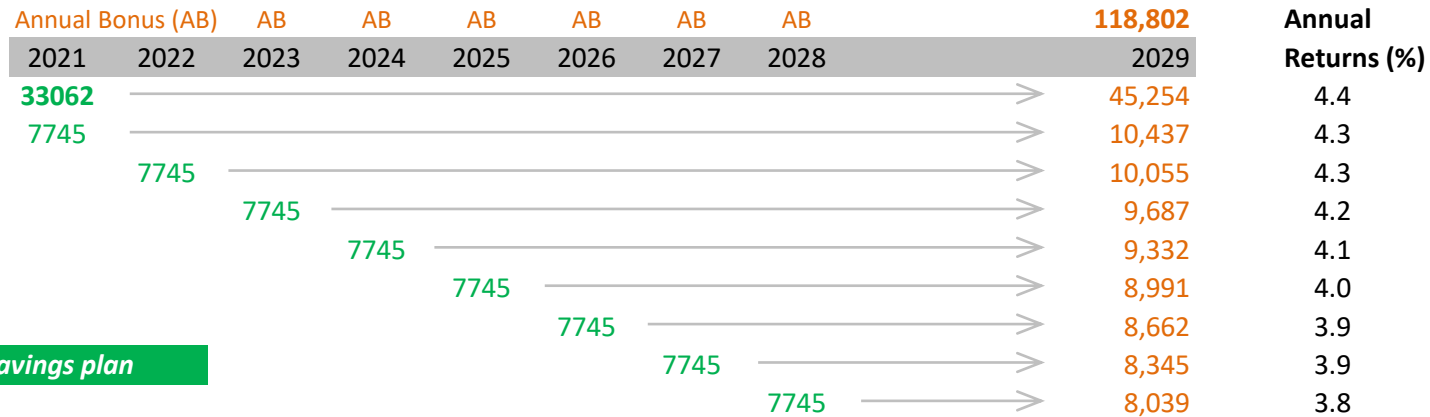 Annual Bonus (AB) AB AB AB AB AB AB 118,802 Annual
2021 2022 2023 2024 2025 2026 2027 2028 2029 Returns (%)
33062 45,254 4.4
7745 10,437 4.3
7745 10,055 4.3
7745 9,687 4.2
7745 9,332 4.1
7745 8,991 4.0
7745 8,662 3.9
avings plan 7745 8,345 3.9
7745 8,039 3.8